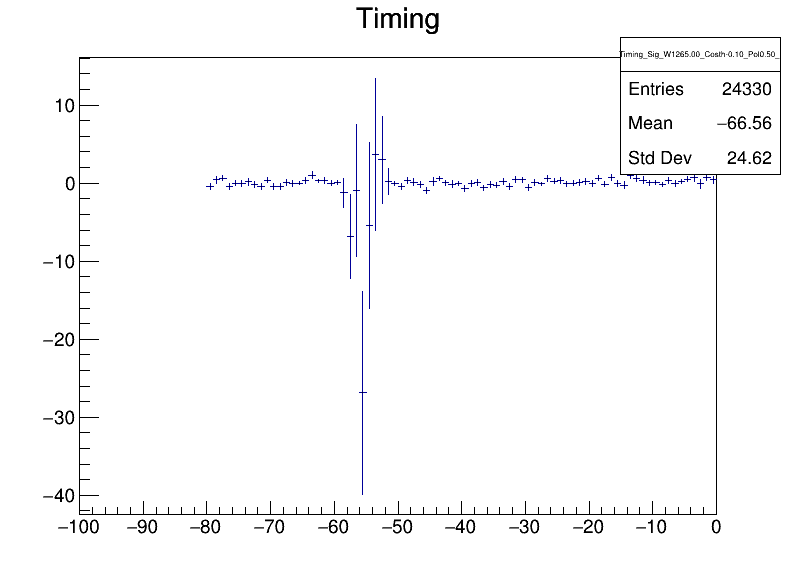 Timing
Timing_Sig_W1265.00_Costh-0.10_Pol0.50_
Entries 24330
Mean −66.56
Std Dev 24.62
10
0
−10
−20
−30
−40
−100 −90 −80 −70 −60 −50 −40 −30 −20 −10 0